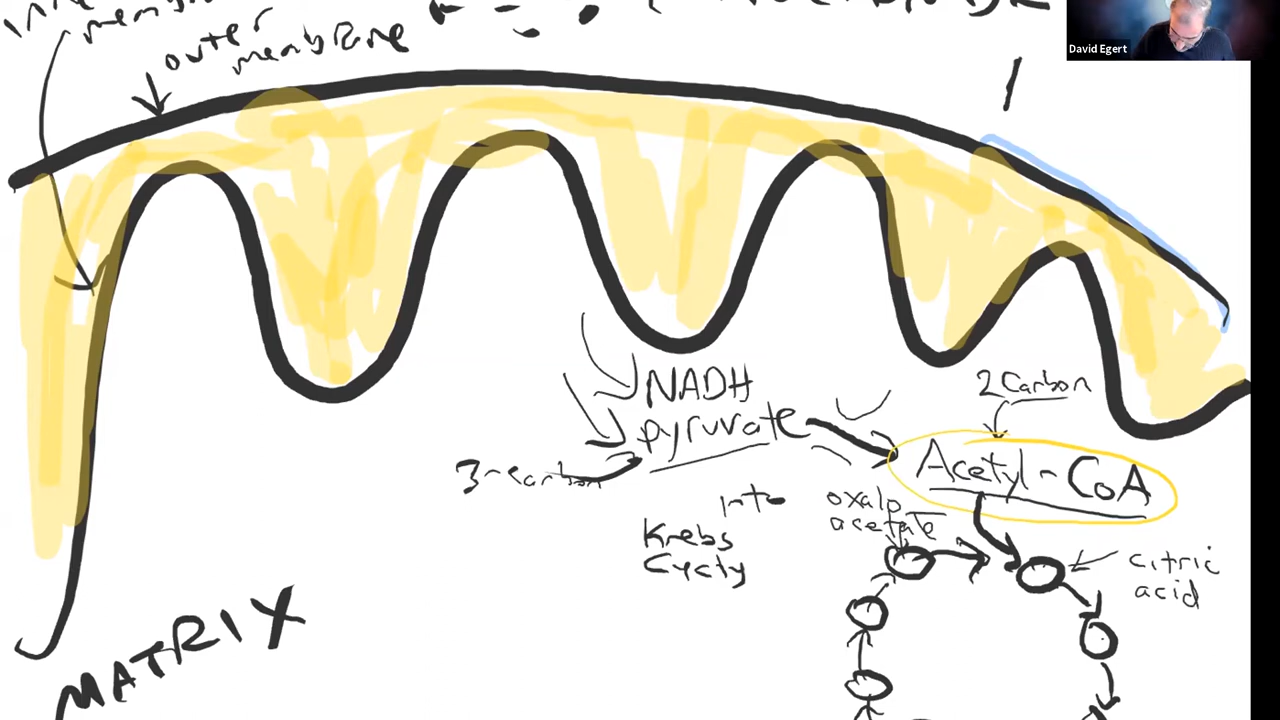 David Egert
outer
membrane
NADH
pyruvate
3-carbon
2 Carbon
Acetyl-CoA
into
Krebs
Cycly
oxalo
acetate
citric
acid
MATRIX